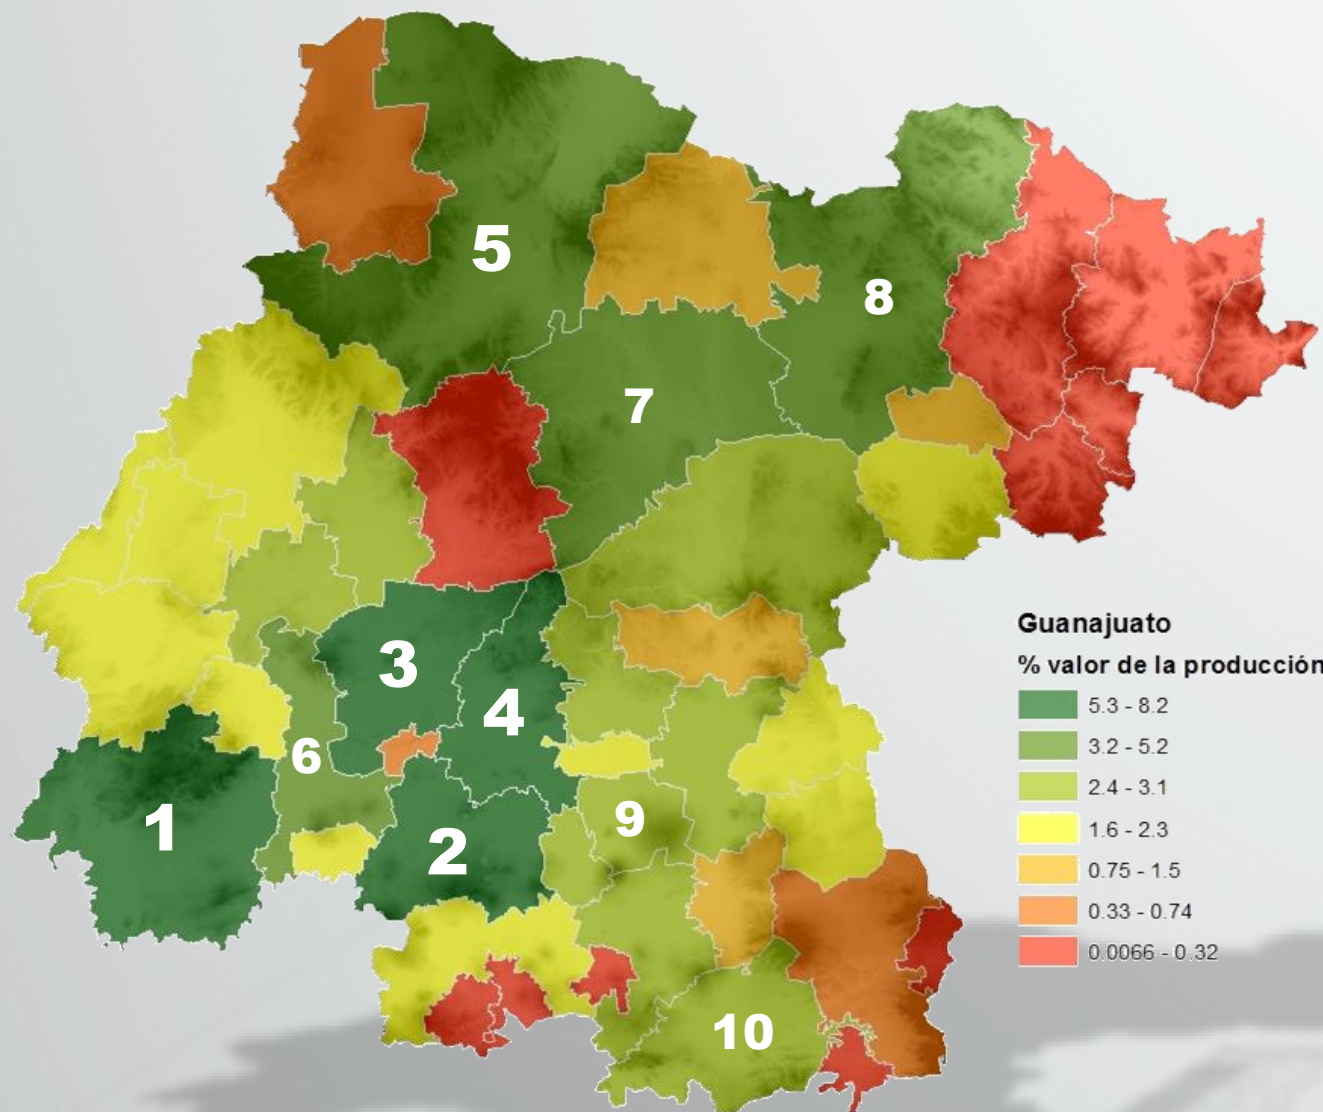 5
8
7
3
4
6
1
2
9
10
Guanajuato
% valor de la producción
5.3 - 8.2
3.2 - 5.2
2.4 - 3.1
1.6 - 2.3
0.75 - 1.5
0.33 - 0.74
0.0066 - 0.32